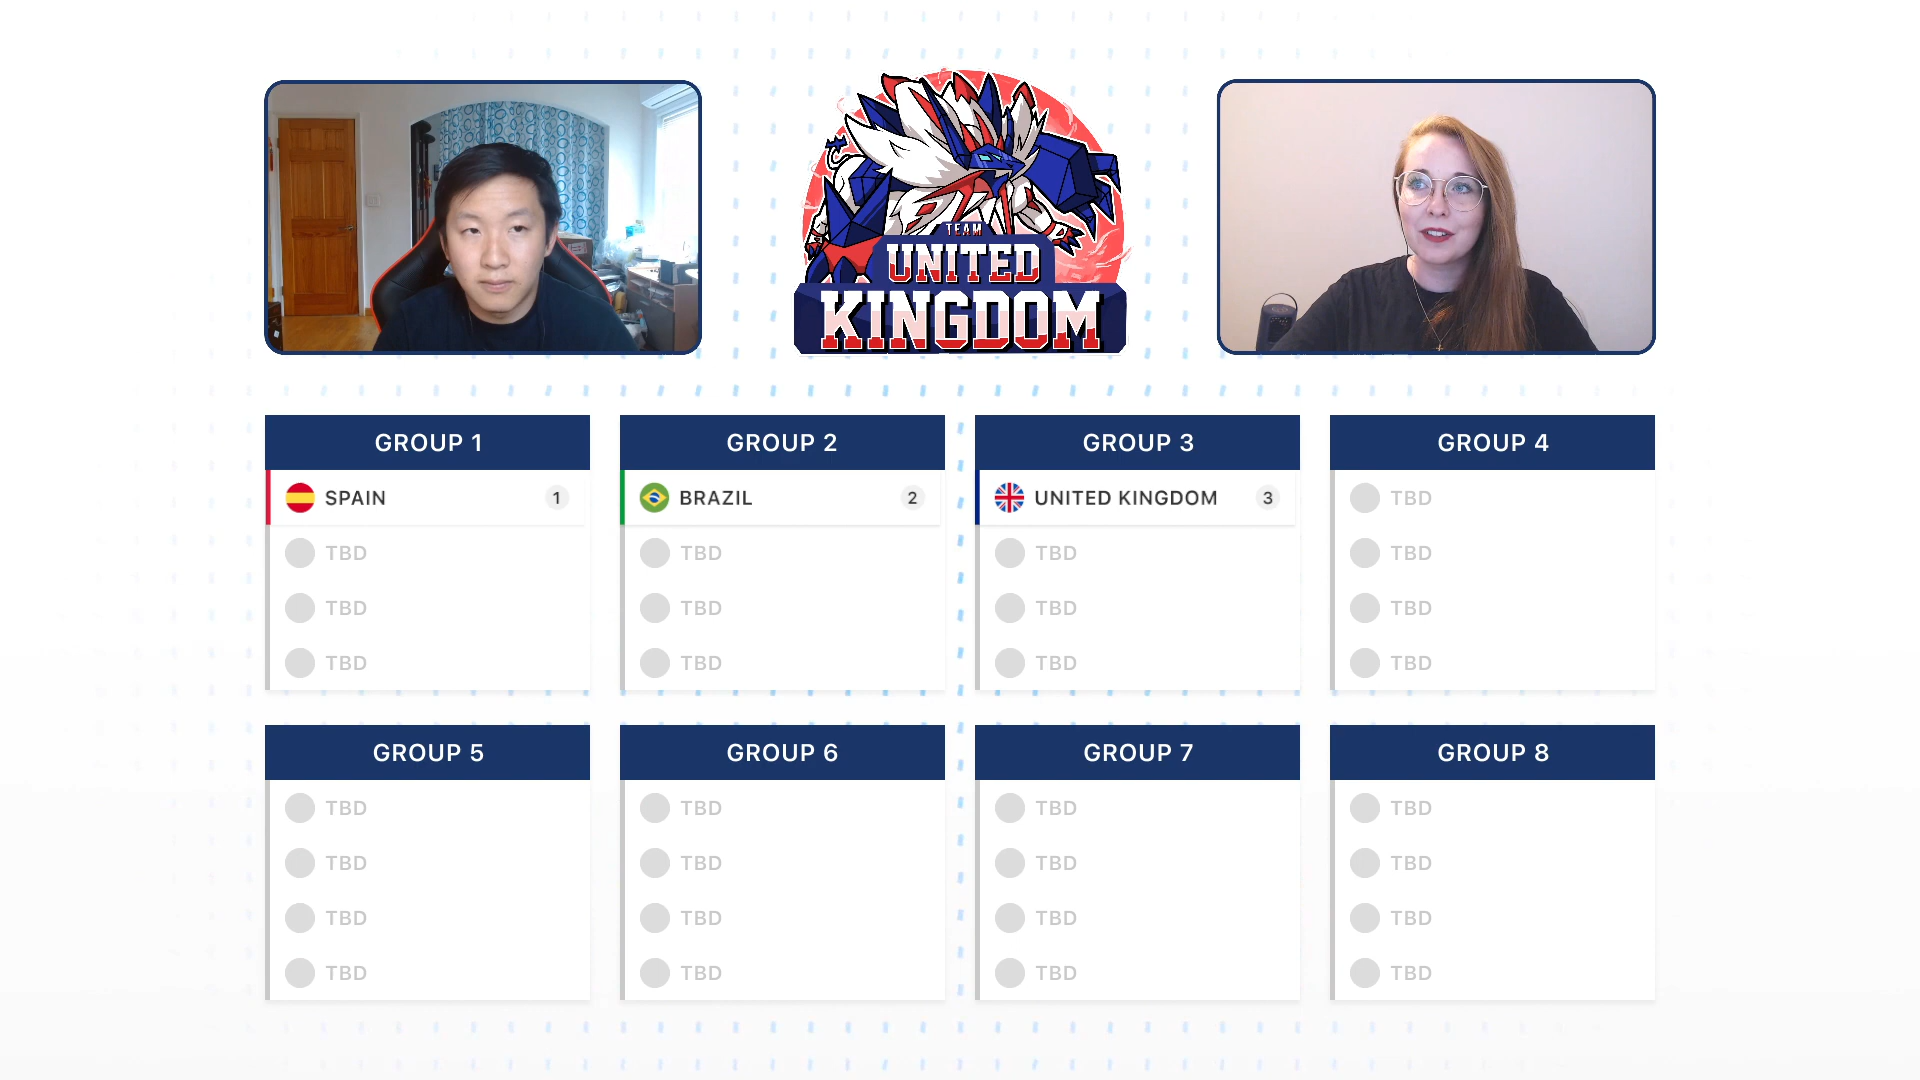 TEAM
UNITED
KINGDOM
GROUP 1
SPAIN 1
TBD
TBD
TBD
GROUP 2
BRAZIL 2
TBD
TBD
TBD
GROUP 3
UNITED KINGDOM 3
TBD
TBD
TBD
GROUP 4
TBD
TBD
TBD
TBD
GROUP 5
TBD
TBD
TBD
TBD
GROUP 6
TBD
TBD
TBD
TBD
GROUP 7
TBD
TBD
TBD
TBD
GROUP 8
TBD
TBD
TBD
TBD